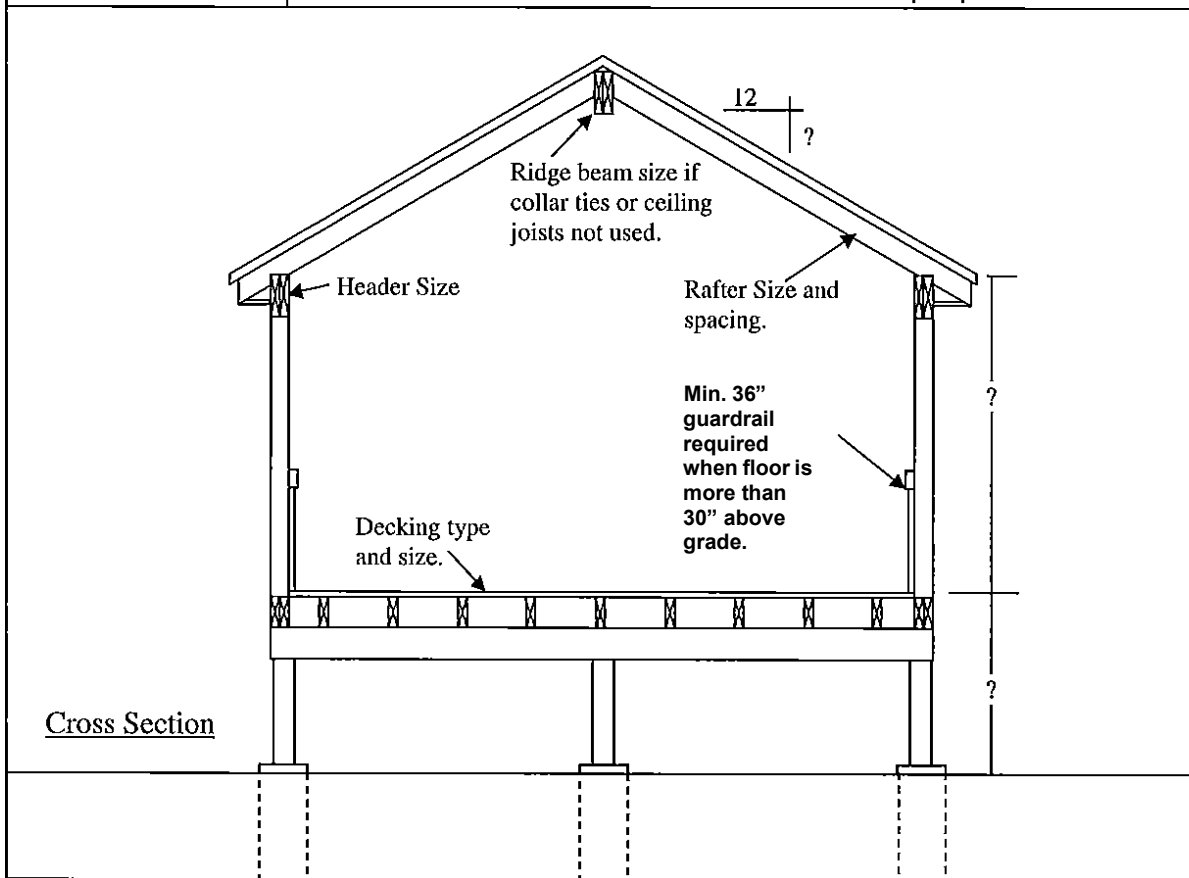 12
?
Ridge beam size if
collar ties or ceiling
joists not used.
Header Size
Rafter Size and
spacing.
Min. 36”
guardrail
required
when floor is
more than
30” above
grade.
?
Decking type
and size.
?
Cross Section